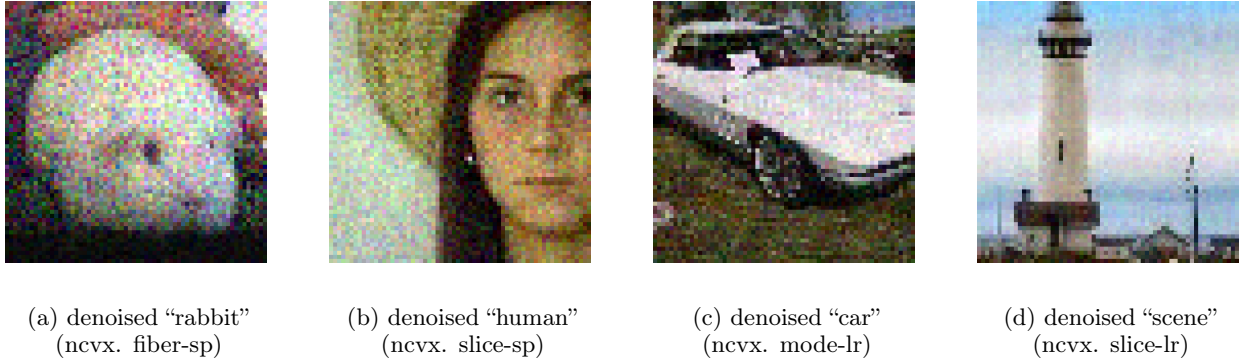 (a) denoised “rabbit”
(ncvx. fiber-sp)
(b) denoised “human”
(ncvx. slice-sp)
(c) denoised “car”
(ncvx. mode-lr)
(d) denoised “scene”
(ncvx. slice-lr)